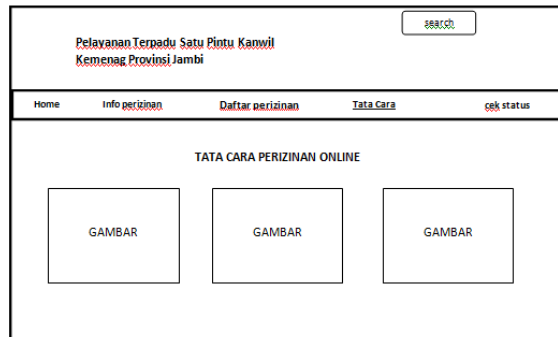 search
Pelayanan Terpadu Satu Pintu Kanwil
Kemenag Provinsi Jambi
Home Info perizinan Daftar perizinan Tata Cara cek status
TATA CARA PERIZINAN ONLINE
GAMBAR GAMBAR GAMBAR